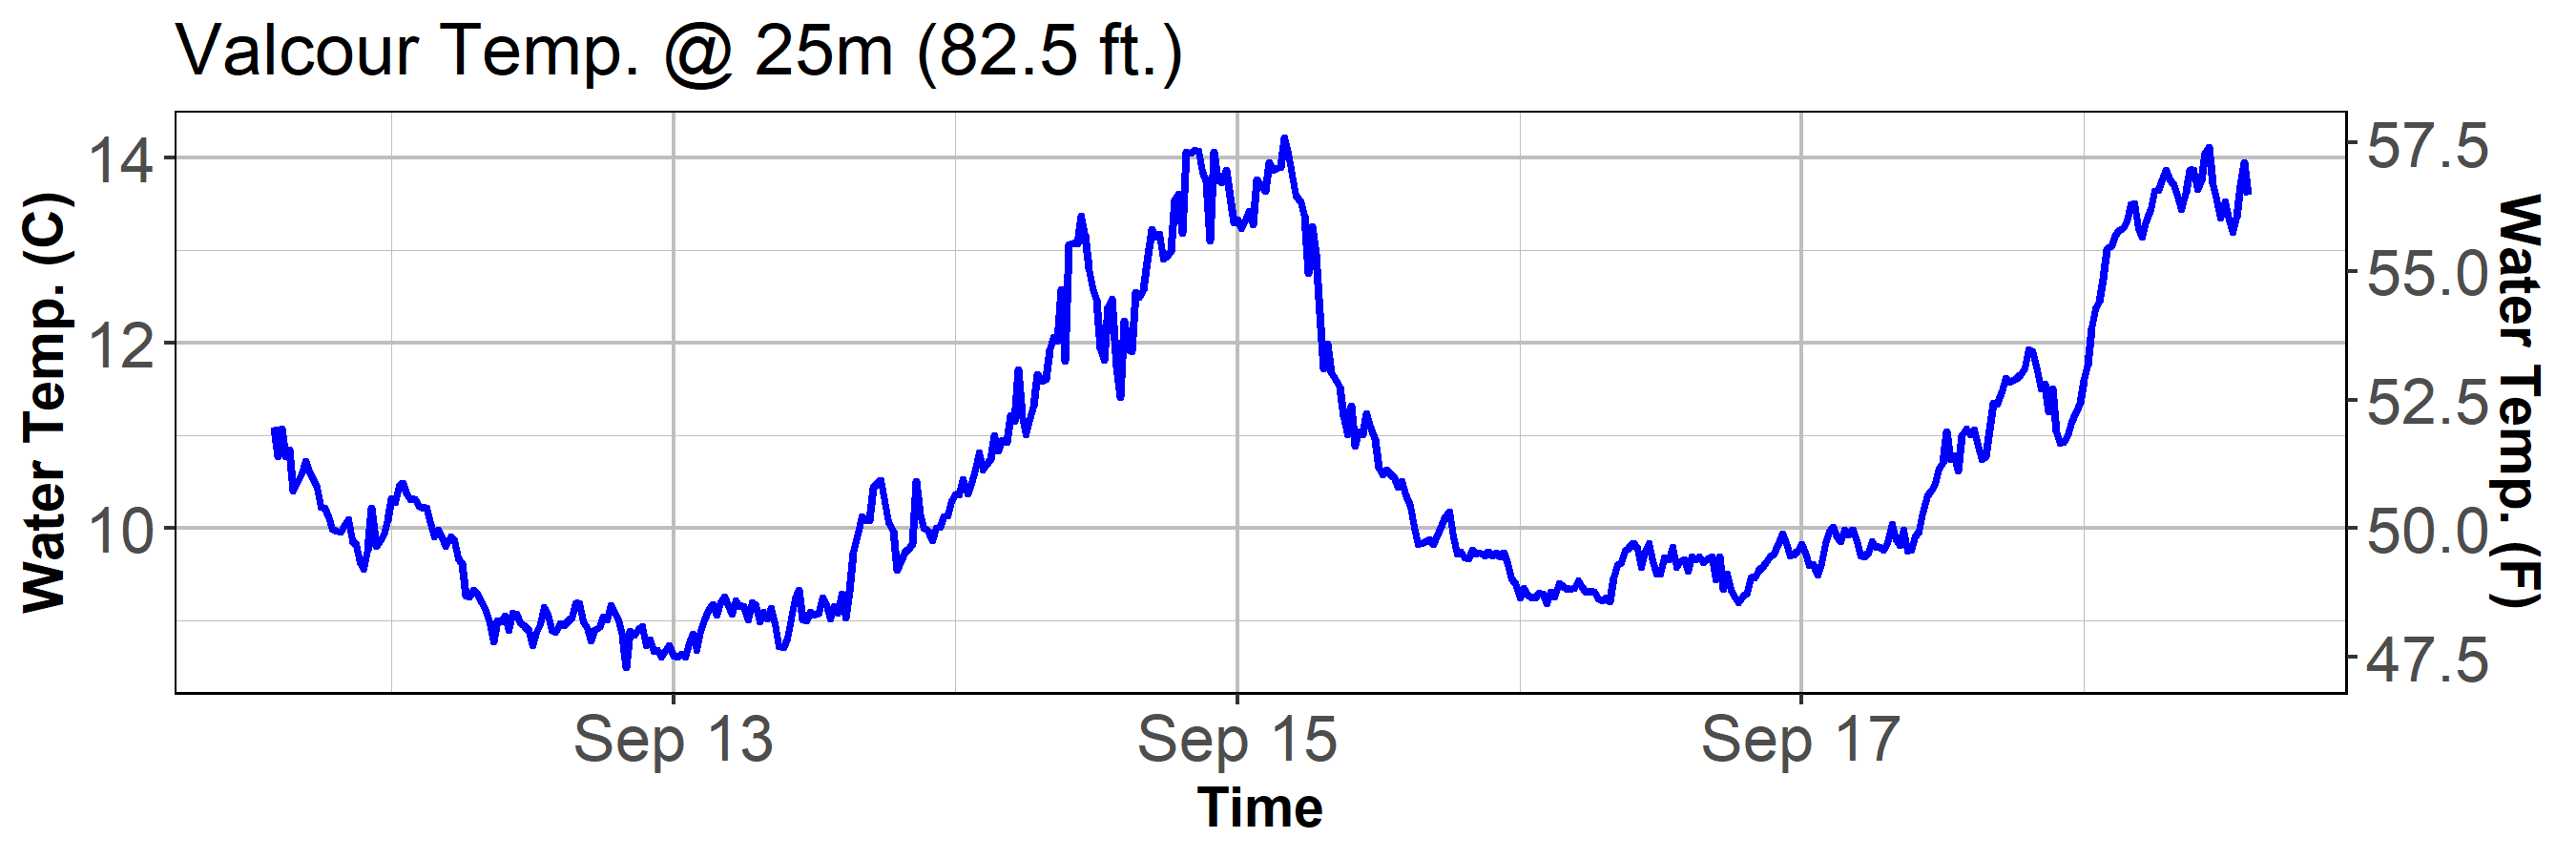 Valcour Temp. @ 25m (82.5 ft.)
Water Temp. (C)
14
12
10
57.5
55.0
52.5
50.0
47.5
Water Temp. (F)
Sep 13
Sep 15
Sep 17
Time